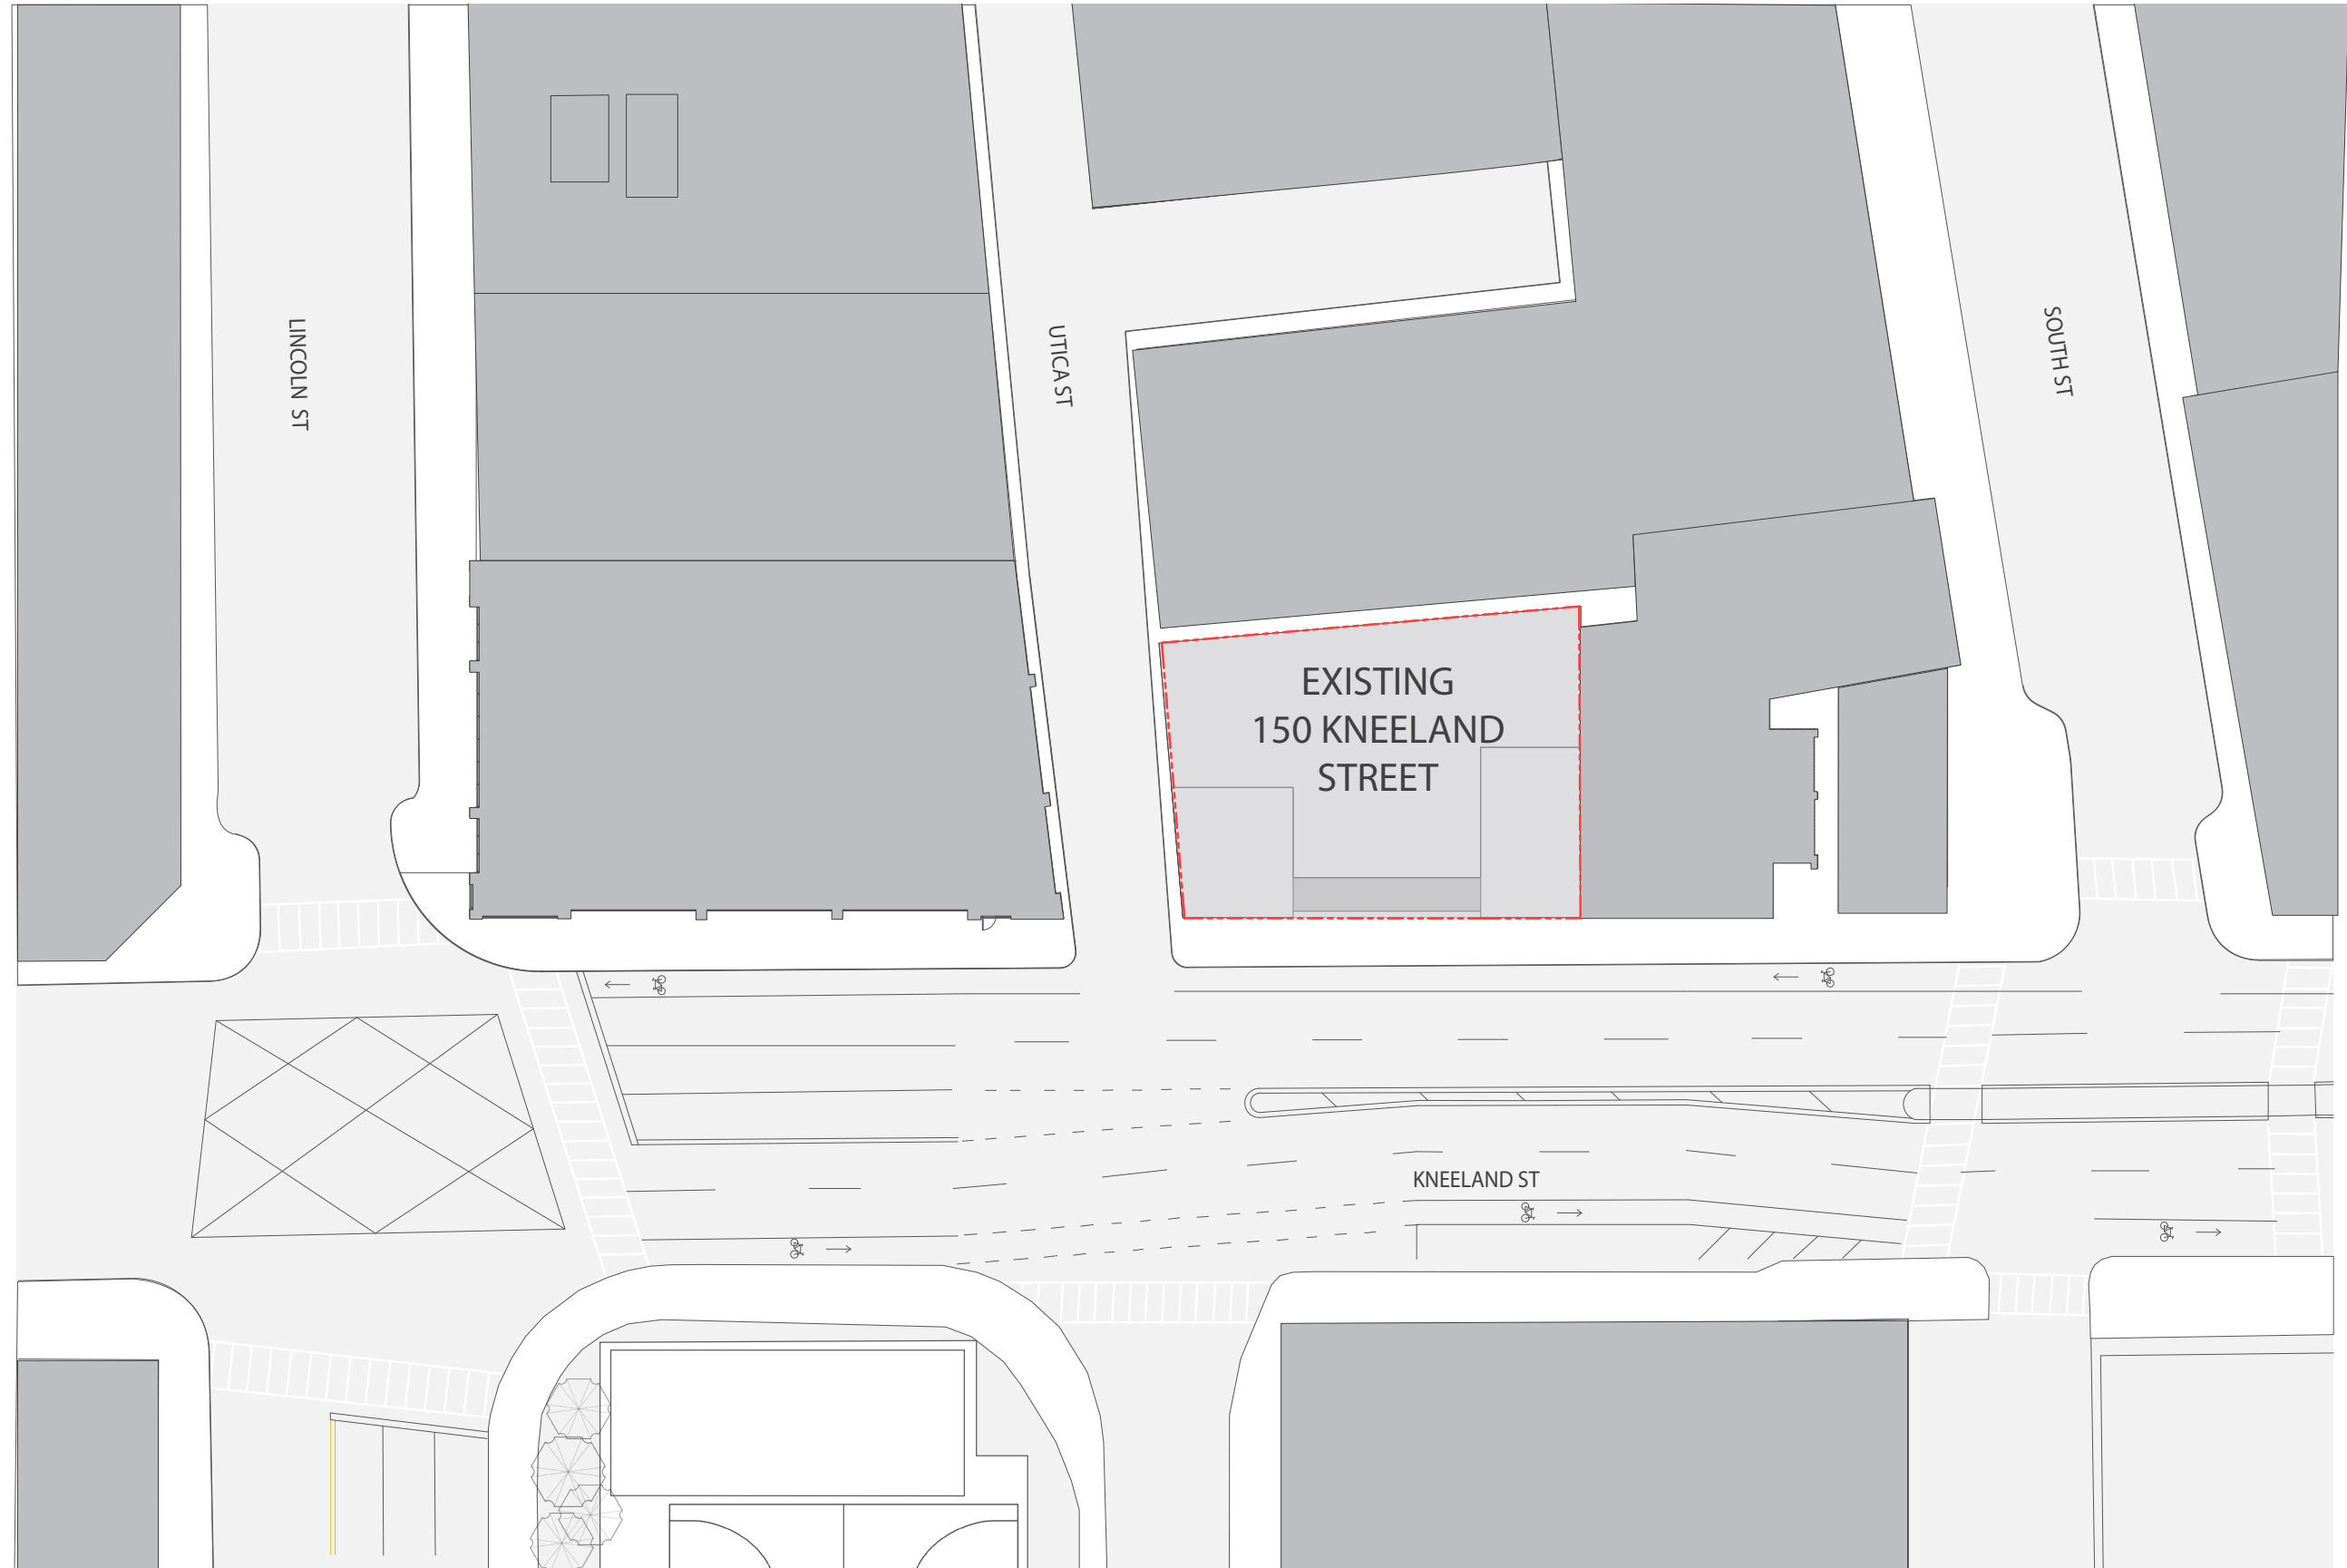 LINCOLN ST
UTICA ST
SOUTH ST
EXISTING
150 KNEELAND
STREET
KNEELAND ST